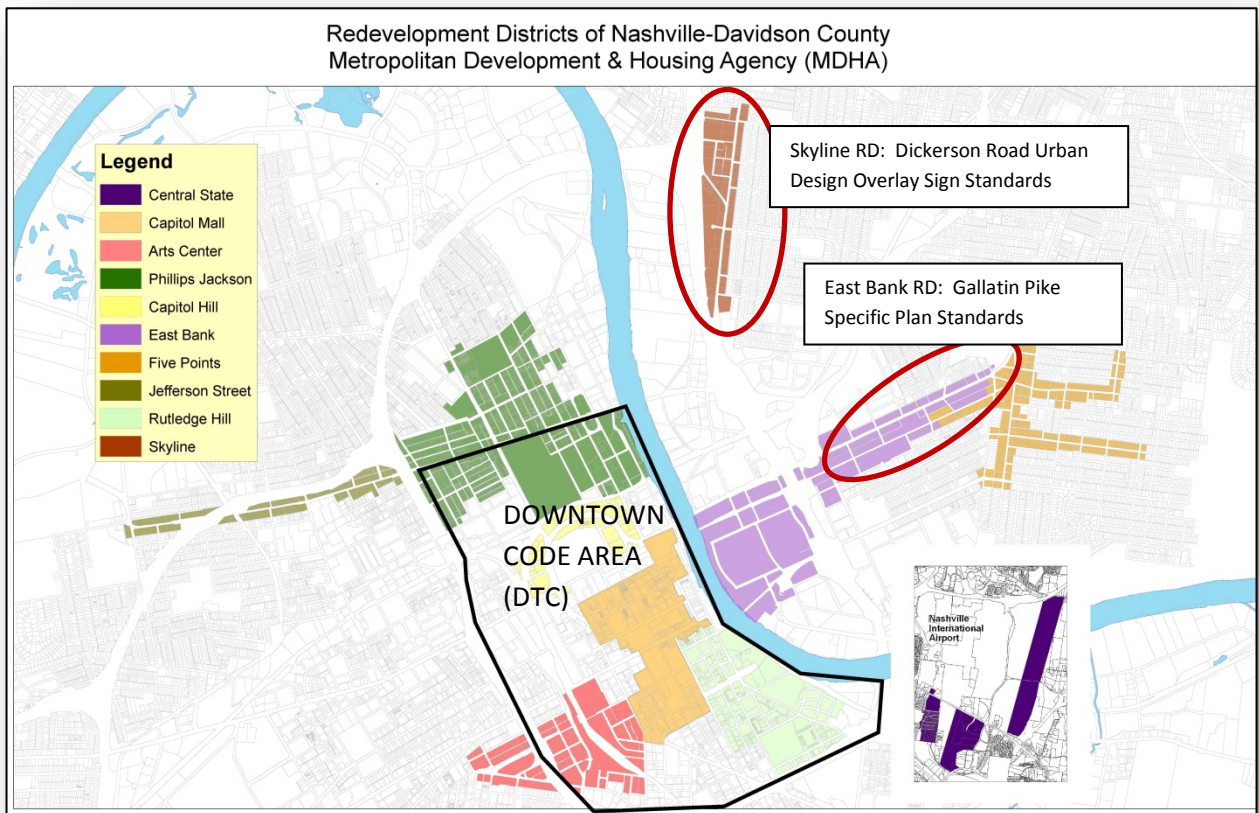 Redevelopment Districts of Nashville-Davidson County
Metropolitan Development & Housing Agency (MDHA)
Legend
Central State
Capitol Mall
Arts Center
Phillips Jackson
Capitol Hill
East Bank
Five Points
Jefferson Street
Rutledge Hill
Skyline
Skyline RD: Dickerson Road Urban
Design Overlay Sign Standards
East Bank RD: Gallatin Pike
Specific Plan Standards
DOWNTOWN
CODE AREA
(DTC)
Nashville
International
Airport